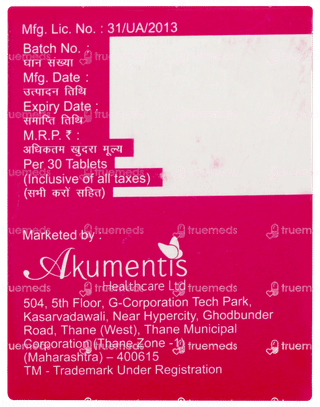 Mfg. Lic. No. : 31/UA/2013
Batch No. :
घान संख्या
Mfg. Date :
उत्पादन तिथि
Expiry Date :
समाप्ति तिथि
M.R.P. ₹ :
अधिकतम खुदरा मूल्य
Per 30 Tablets
(Inclusive of all taxes)
(सभी करों सहित)
Marketed by :
Akumentis
Healthcare Ltd
504, 5th Floor, G-Corporation Tech Park,
Kasarvadawali, Near Hypercity, Ghodbunder
Road, Thane (West), Thane Municipal
Corporation (Thane Zone -1)
(Maharashtra) – 400615
TM - Trademark Under Registration
truemeds